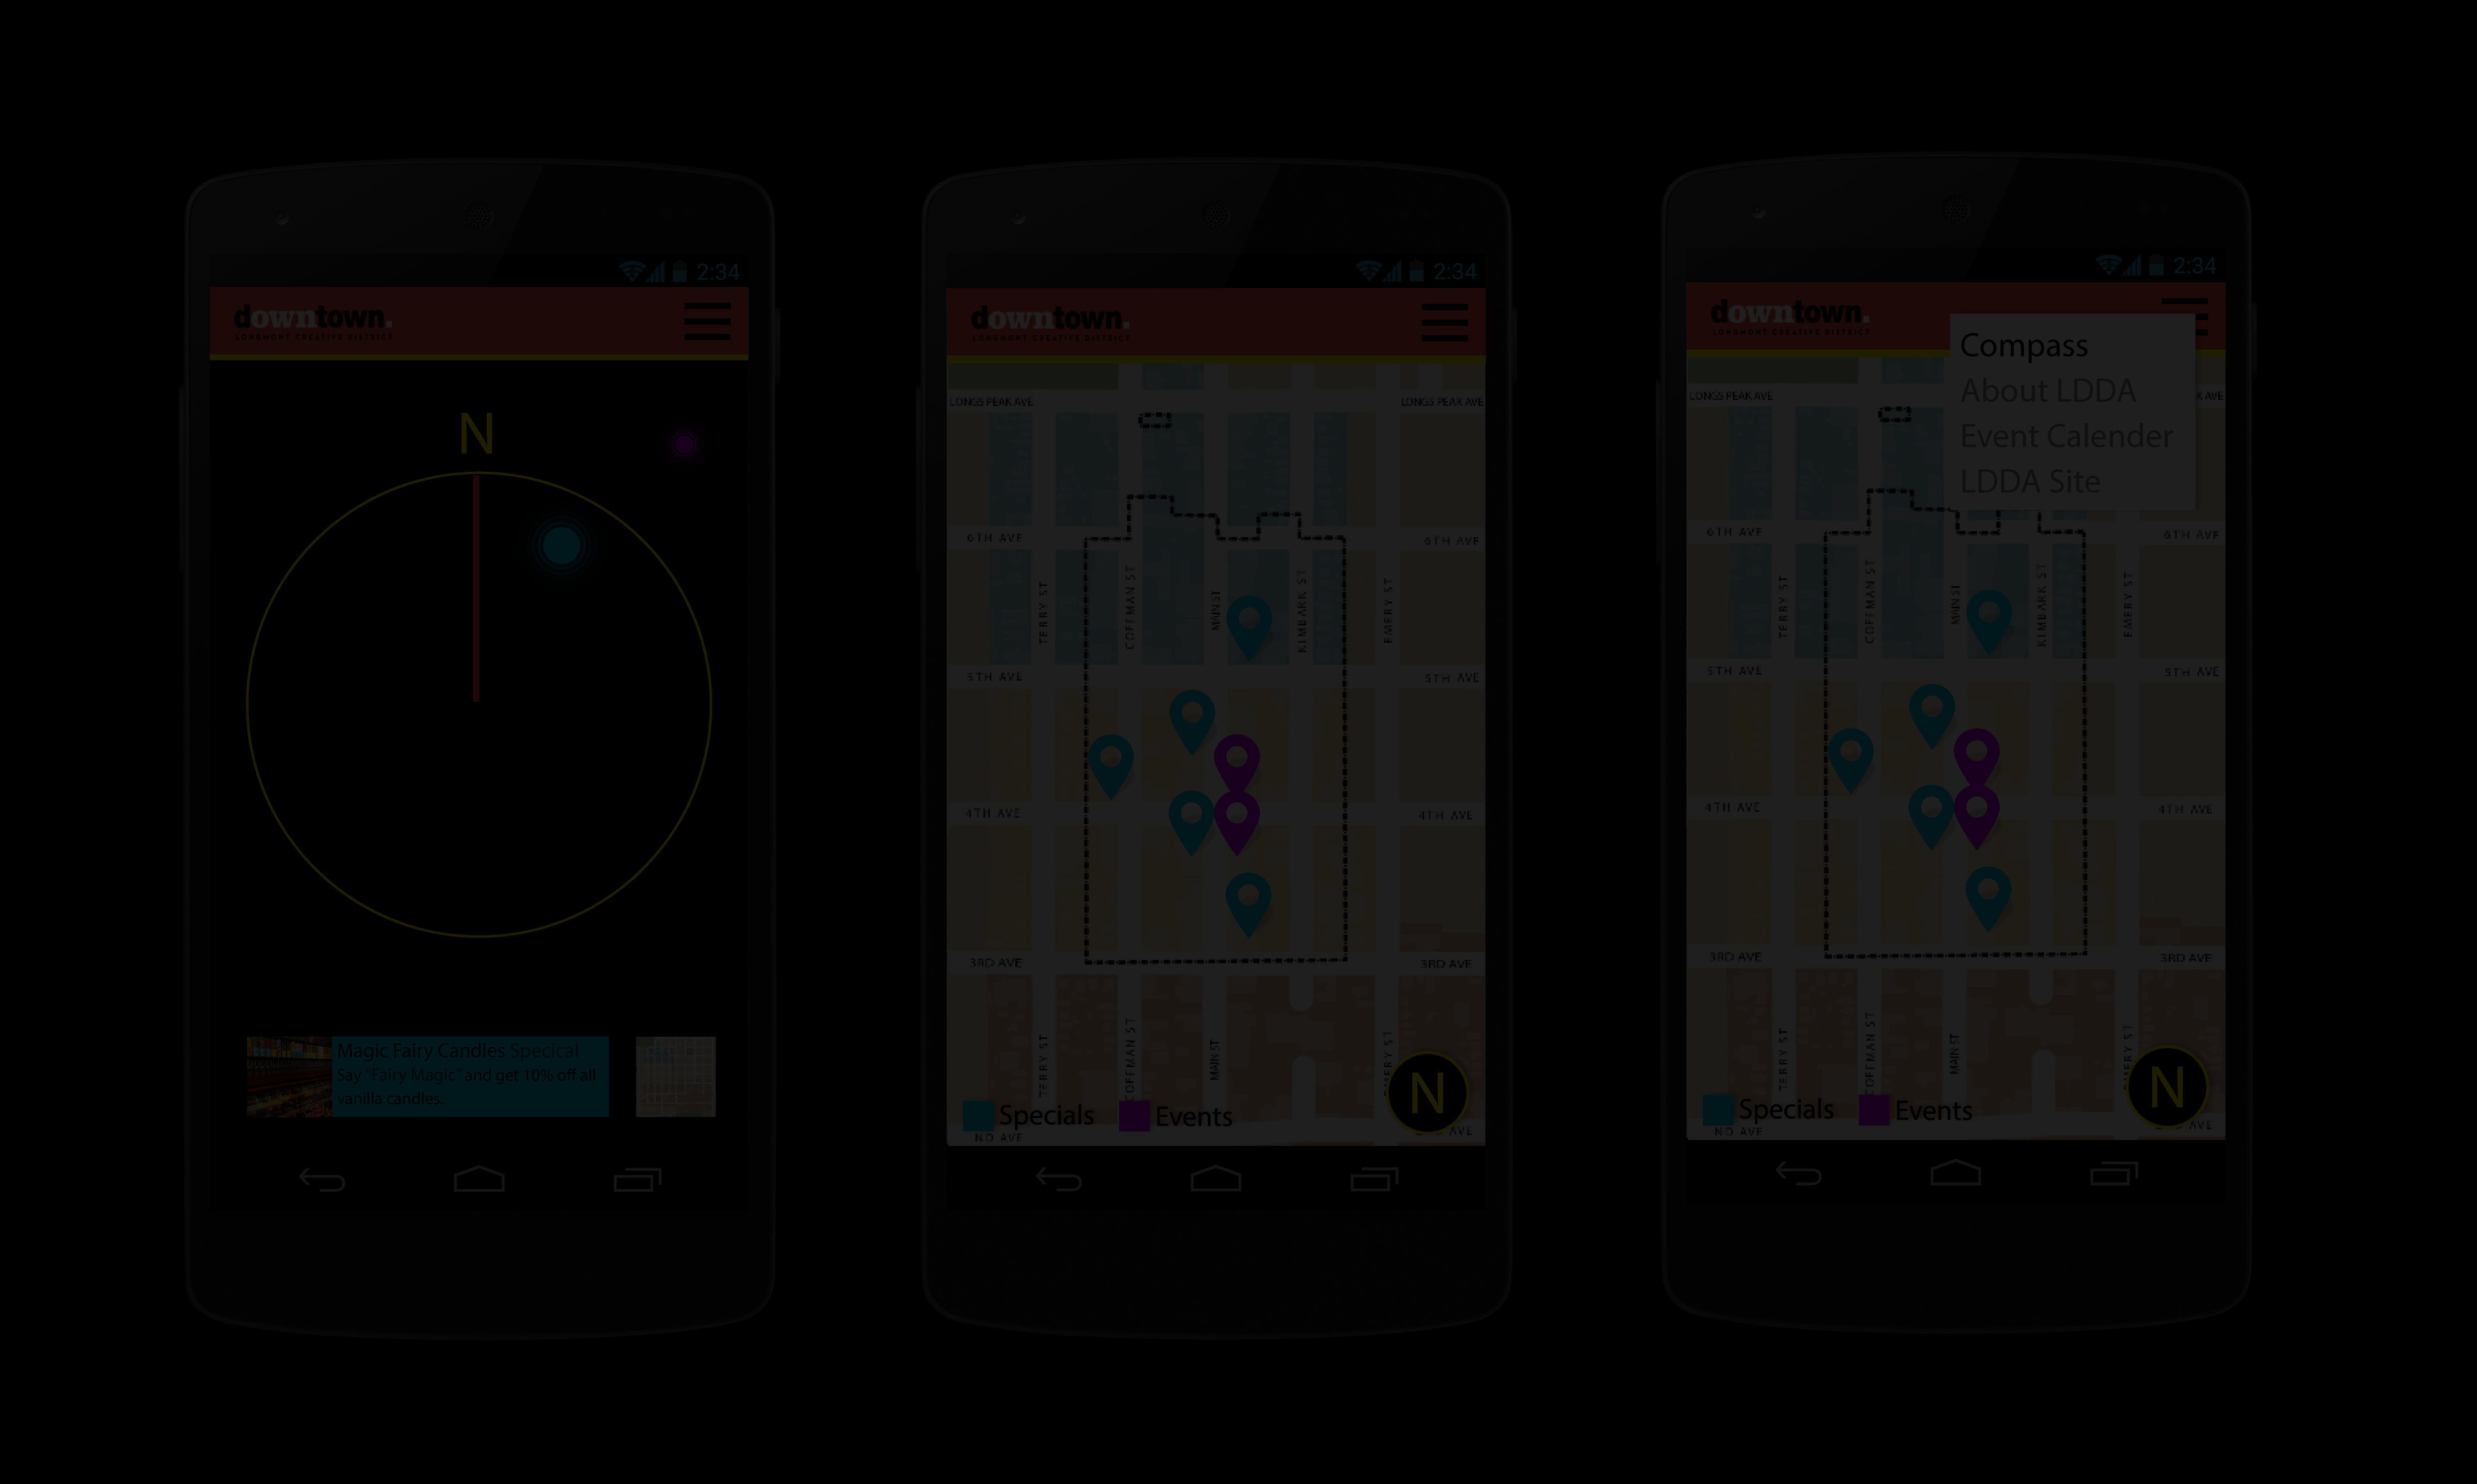 2:34
downtown.
LONGMONT CREATIVE DISTRICT
N
Magic Fairy Candles Specical
Say "Fairy Magic" and get 10% off all
vanilla candles.
2:34
downtown.
LONGMONT CREATIVE DISTRICT
LONGS PEAK AVE
LONGS PEAK AVE
6TH AVE
6TH AVE
TERRY ST
COFFMAN ST
MAIN ST
KIMBARK ST
EMERY ST
5TH AVE
5TH AVE
4TH AVE
4TH AVE
3RD AVE
3RD AVE
TERRY ST
COFFMAN ST
MAIN ST
MERY ST
N
Specials
Events
ND AVE
AVE
2:34
downtown.
LONGMONT CREATIVE DISTRICT
Compass
About LDDA
Event Calender
LDDA Site
LONGS PEAK AVE
K AVE
6TH AVE
6TH AVE
TERRY ST
COFFMAN ST
MAIN ST
KIMBARK ST
EMERY ST
5TH AVE
5TH AVE
4TH AVE
4TH AVE
3RD AVE
3RD AVE
TERRY ST
COFFMAN ST
MAIN ST
MERY ST
N
Specials
Events
ND AVE
AVE